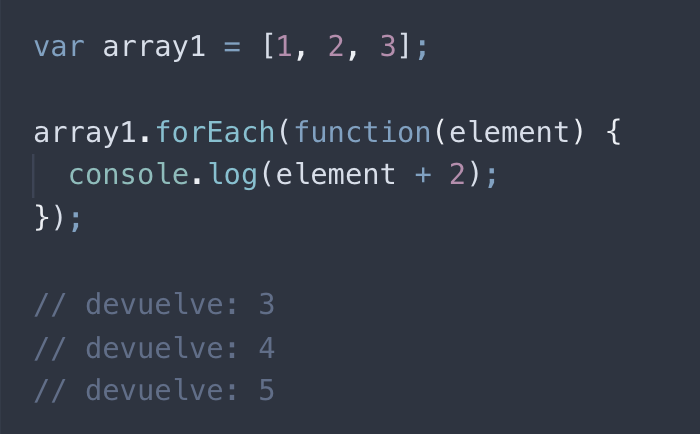 var array1 = [1, 2, 3];
array1.forEach(function(element) {
  console.log(element + 2);
});
// devuelve: 3
// devuelve: 4
// devuelve: 5